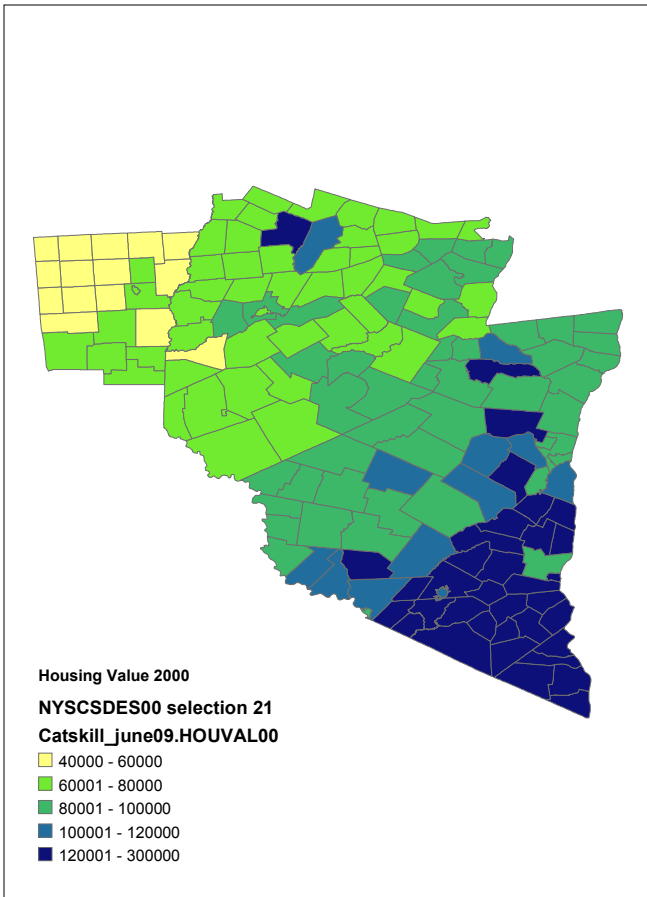 Housing Value 2000
NYSCSDES00 selection 21
Catskill_june09.HOUVAL00
40000 - 60000
60001 - 80000
80001 - 100000
100001 - 120000
120001 - 300000